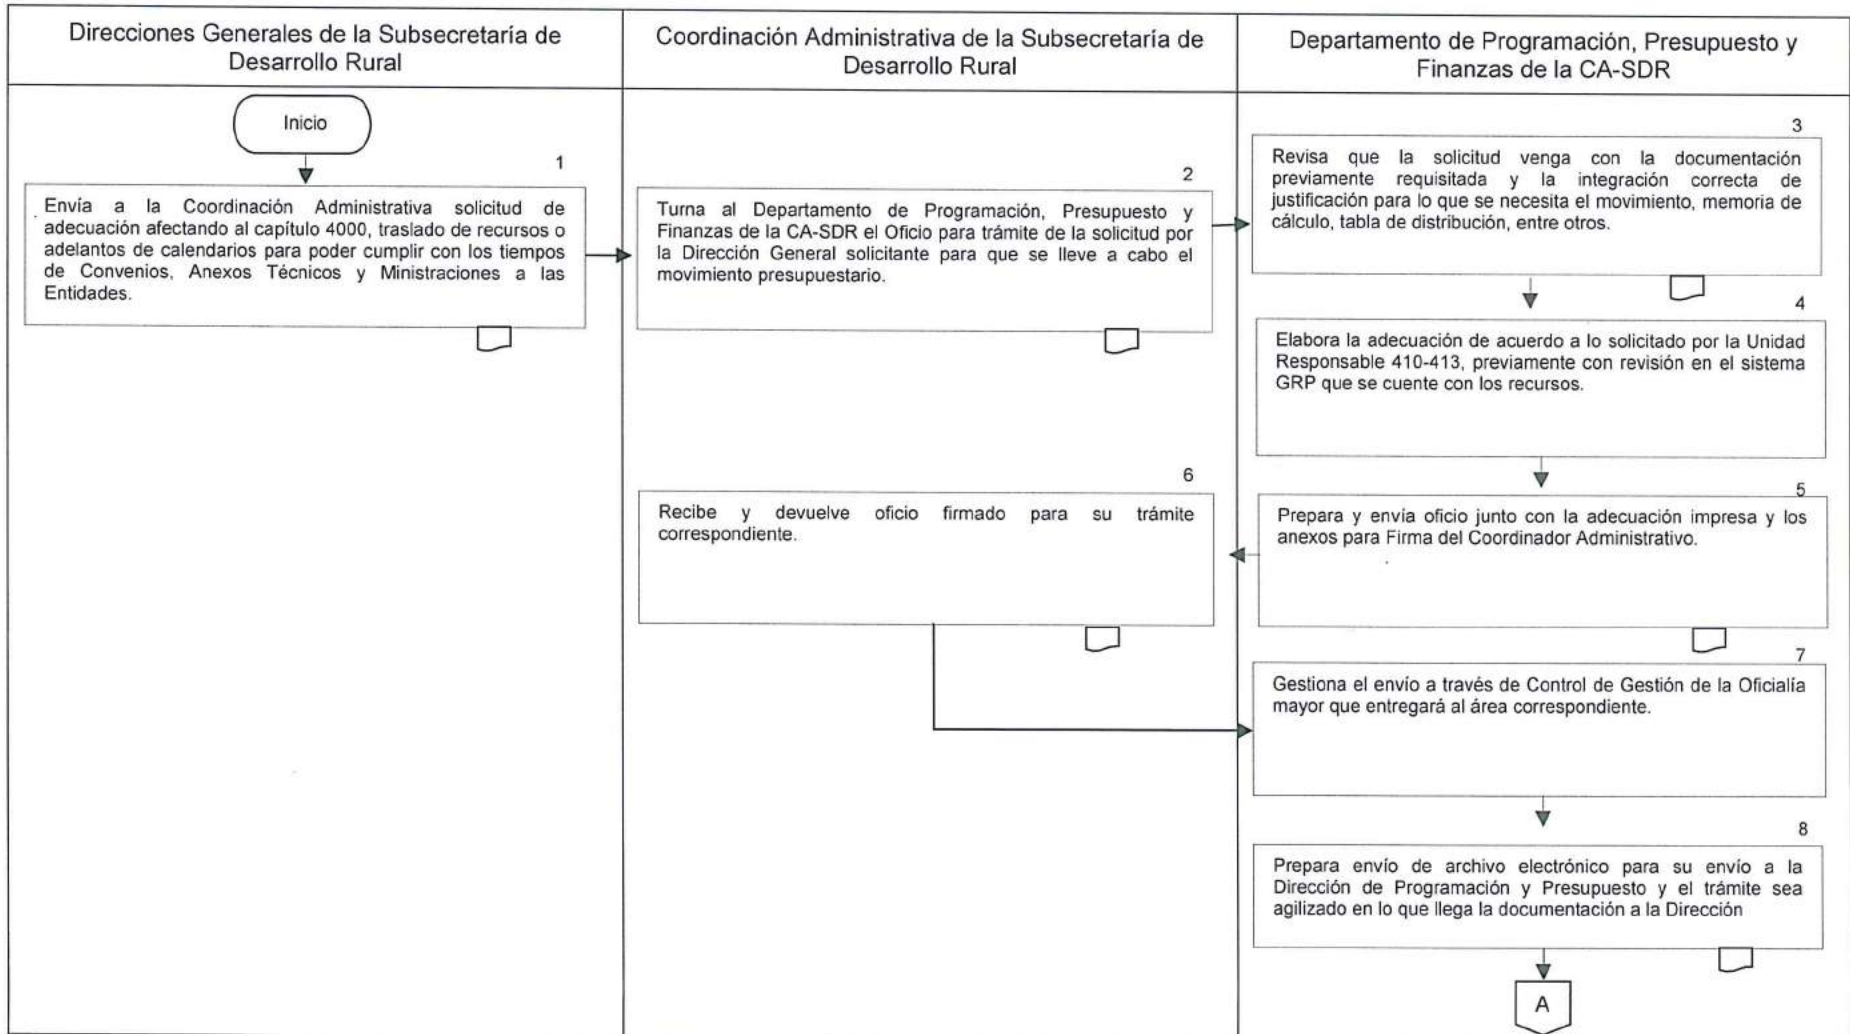 Direcciones Generales de la Subsecretaría de
Desarrollo Rural
Coordinación Administrativa de la Subsecretaría de
Desarrollo Rural
Departamento de Programación, Presupuesto y
Finanzas de la CA-SDR
Inicio
1
Envía a la Coordinación Administrativa solicitud de
adecuación afectando al capítulo 4000, traslado de recursos o
adelantos de calendarios para poder cumplir con los tiempos
de Convenios, Anexos Técnicos y Ministraciones a las
Entidades.
2
Turna al Departamento de Programación, Presupuesto y
Finanzas de la CA-SDR el Oficio para trámite de la solicitud por
la Dirección General solicitante para que se lleve a cabo el
movimiento presupuestario.
3
Revisa que la solicitud venga con la documentación
previamente requisitada y la integración correcta de
justificación para lo que se necesita el movimiento, memoria de
cálculo, tabla de distribución, entre otros.
4
Elabora la adecuación de acuerdo a lo solicitado por la Unidad
Responsable 410-413, previamente con revisión en el sistema
GRP que se cuente con los recursos.
5
Prepara y envía oficio junto con la adecuación impresa y los
anexos para Firma del Coordinador Administrativo.
6
Recibe y devuelve oficio firmado para su trámite
correspondiente.
7
Gestiona el envío a través de Control de Gestión de la Oficialía
mayor que entregará al área correspondiente.
8
Prepara envío de archivo electrónico para su envío a la
Dirección de Programación y Presupuesto y el trámite sea
agilizado en lo que llega la documentación a la Dirección
A